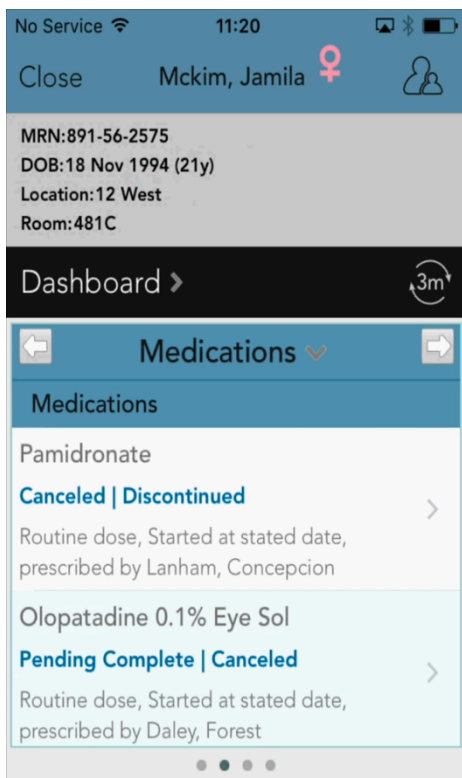 No Service 11:20
Close Mckim, Jamila
MRN:891-56-2575
DOB:18 Nov 1994 (21y)
Location:12 West
Room:481C
Dashboard > 3m
Medications
Medications
Pamidronate
Canceled | Discontinued
Routine dose, Started at stated date,
prescribed by Lanham, Concepcion
Olopatadine 0.1% Eye Sol
Pending Complete | Canceled
Routine dose, Started at stated date,
prescribed by Daley, Forest